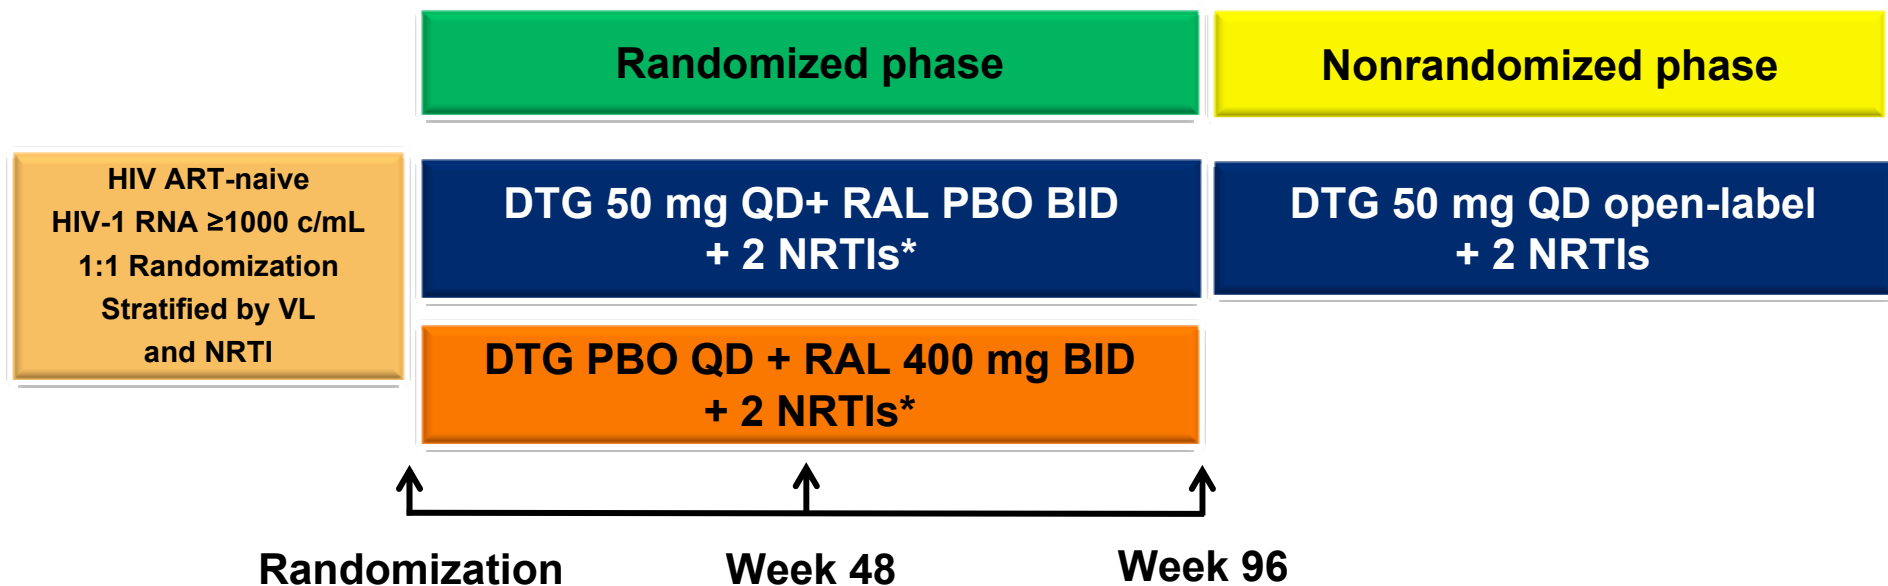 Randomized phase
Nonrandomized phase
HIV ART-naive
HIV-1 RNA ≥1000 c/mL
1:1 Randomization
Stratified by VL
and NRTI
DTG 50 mg QD+ RAL PBO BID
+ 2 NRTIs*
DTG 50 mg QD open-label
+ 2 NRTIs
DTG PBO QD + RAL 400 mg BID
+ 2 NRTIs*
Randomization
Week 48
Week 96